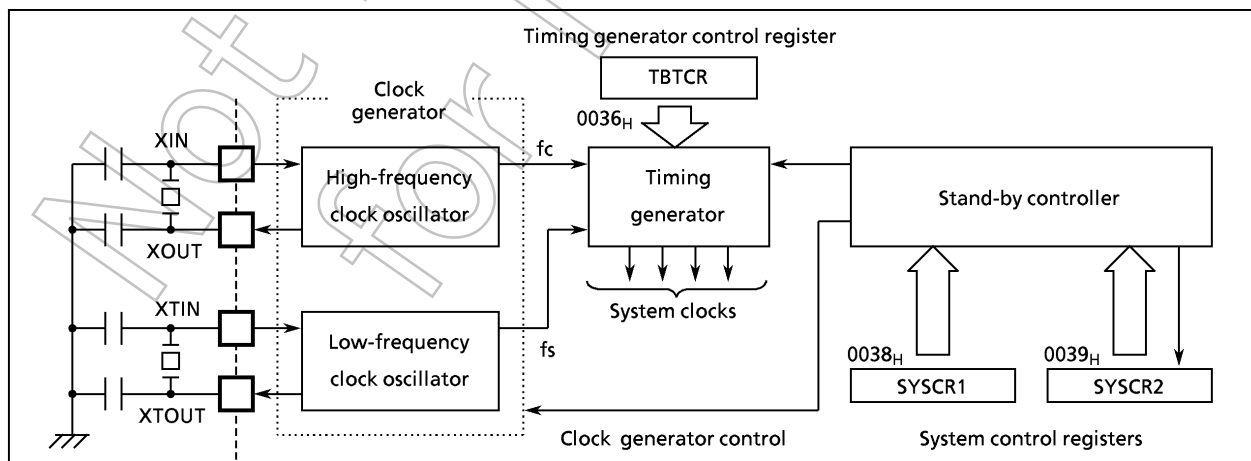 Timing generator control register
TBTCR
0036H
Clock
generator
XIN
XOUT
High-frequency
clock oscillator
fc
Timing
generator
Stand-by controller
System clocks
XTIN
XTOUT
Low-frequency
clock oscillator
fs
0038H
SYSCR1
0039H
SYSCR2
Clock generator control
System control registers
Not
for